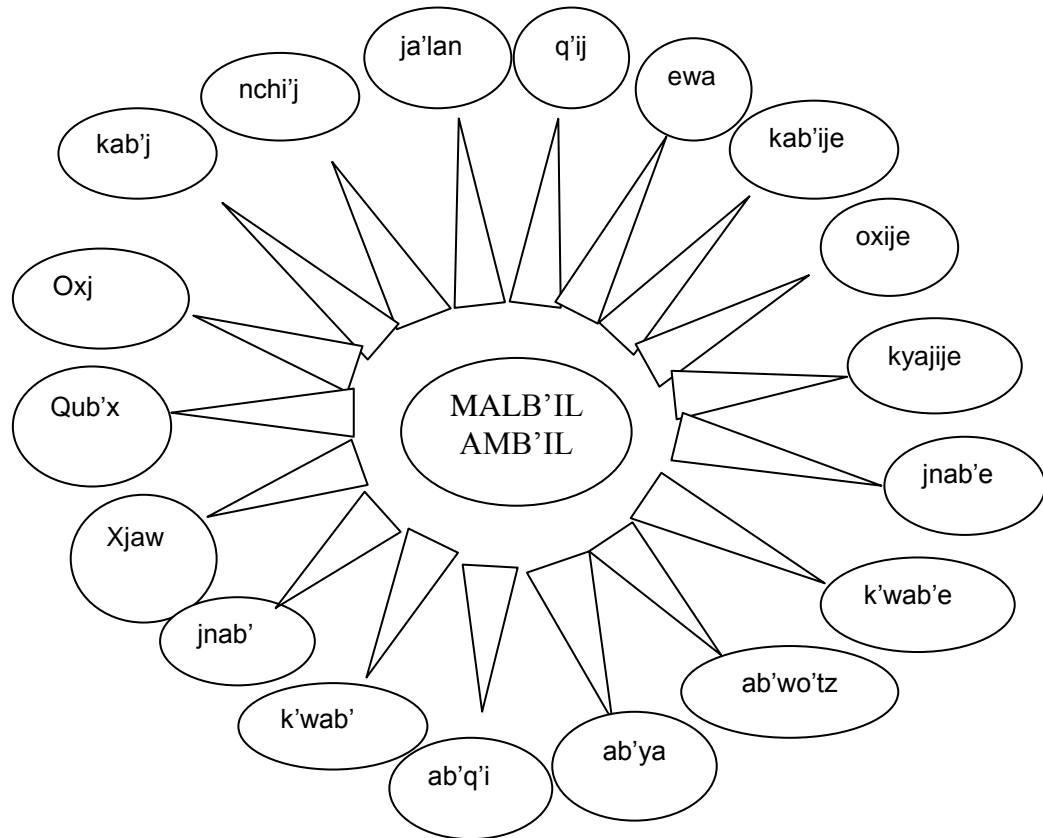 ja’lan
q’ij
ewa
kab’ije
oxije
kyajije
jnab’e
k’wab’e
ab’wo’tz
ab’ya
ab’q’i
k’wab’
jnab’
Xjaw
Qub’x
Oxj
kab’j
nchi’j
MALB’IL
AMB’IL